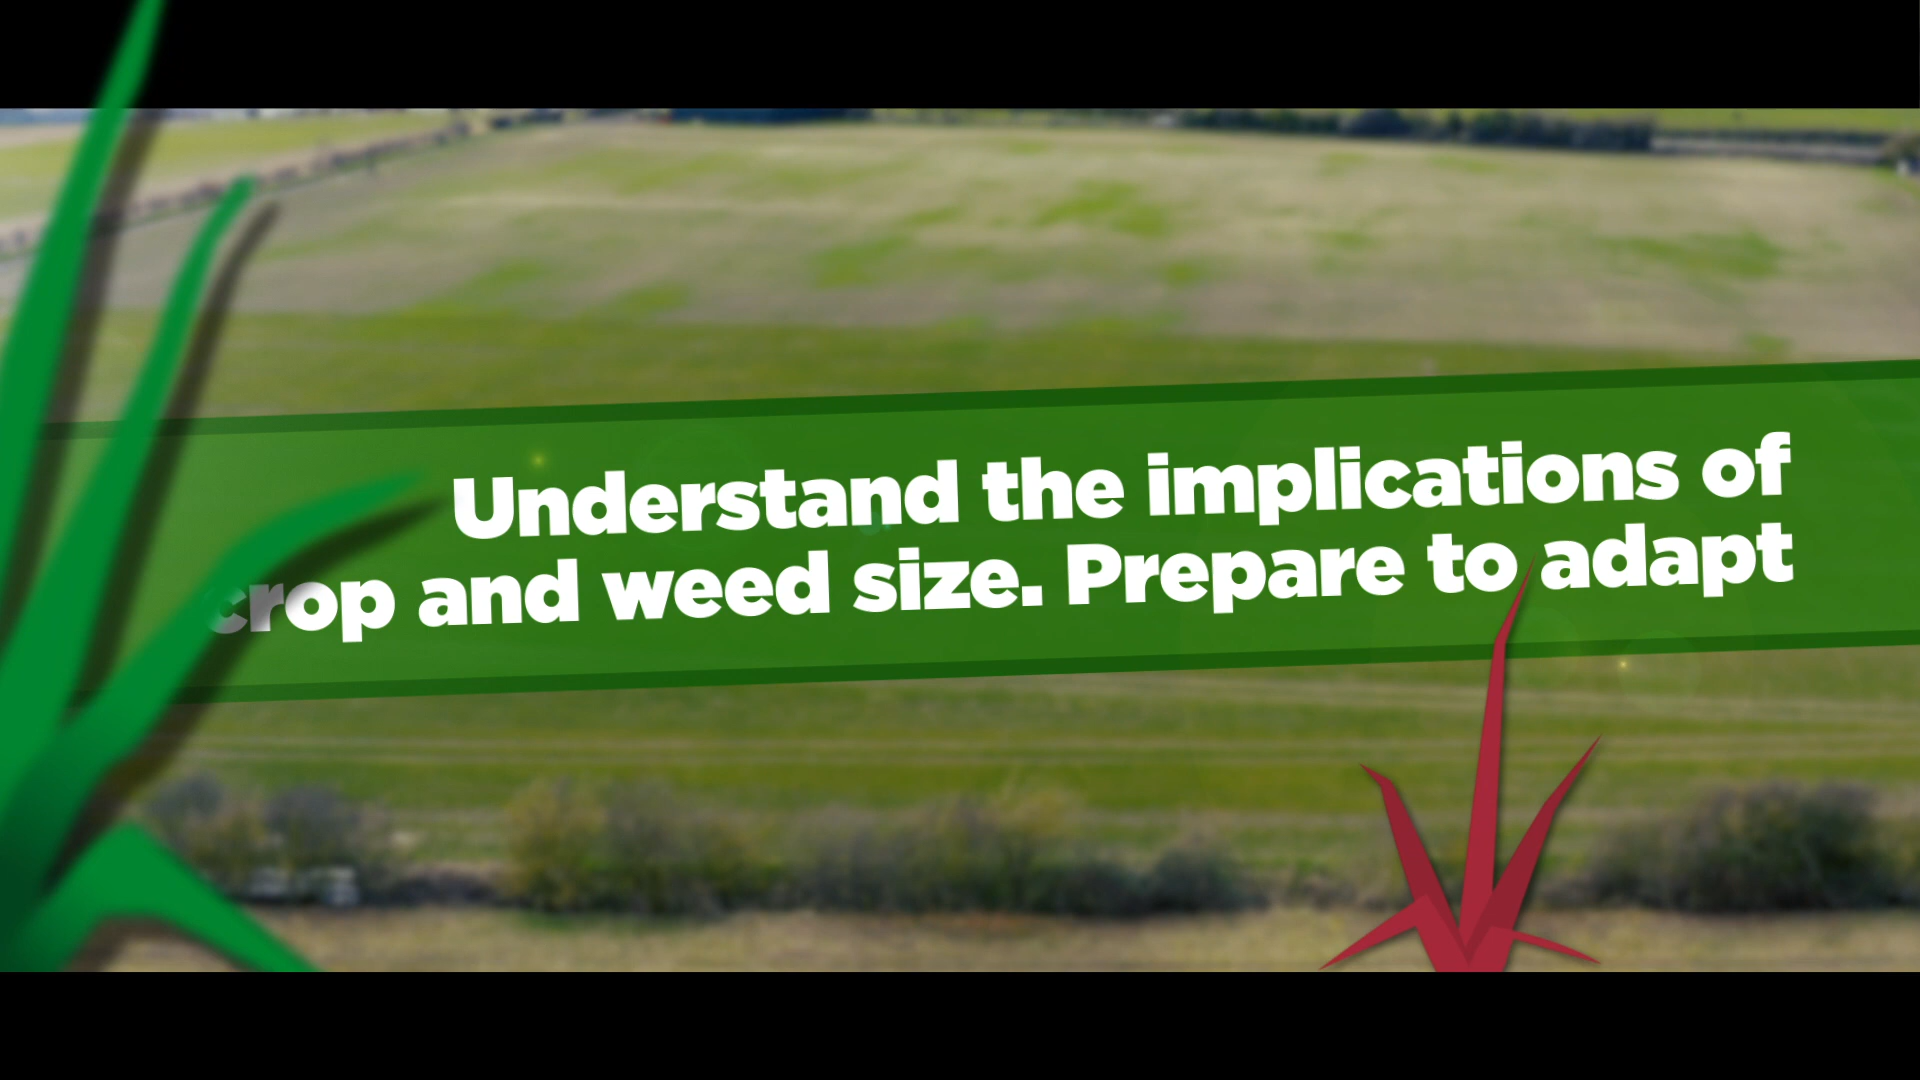 Understand the implications of
crop and weed size. Prepare to adapt